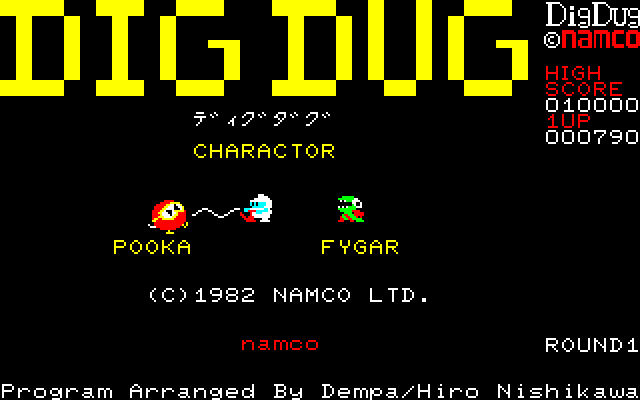 DIG DUG
ディグダグ
CHARACTOR
POOKA FYGAR
(C)1982 NAMCO LTD.
namco
Program Arranged By Dempa/Hiro Nishikawa
DigDug
©namco
HIGH
SCORE
010000
1UP
000790
ROUND1